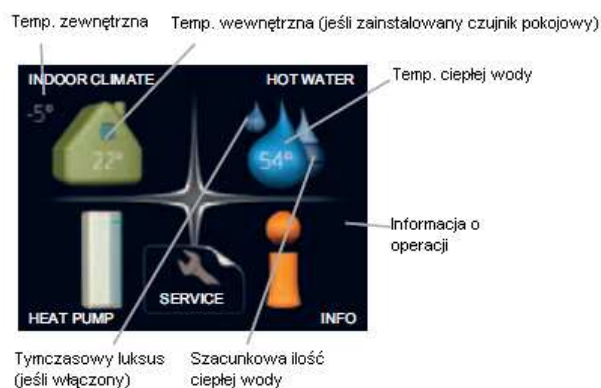 Temp. zewnętrzna
Temp. wewnętrzna (jeśli zainstalowany czujnik pokojowy)
INDOOR CLIMATE
HOT WATER
Temp. ciepłej wody
-5°
22°
54°
Informacja o
operacji
SERVICE
HEAT PUMP
INFO
Tymczasowy luksus
(jeśli włączony)
Szacunkowa ilość
ciepłej wody